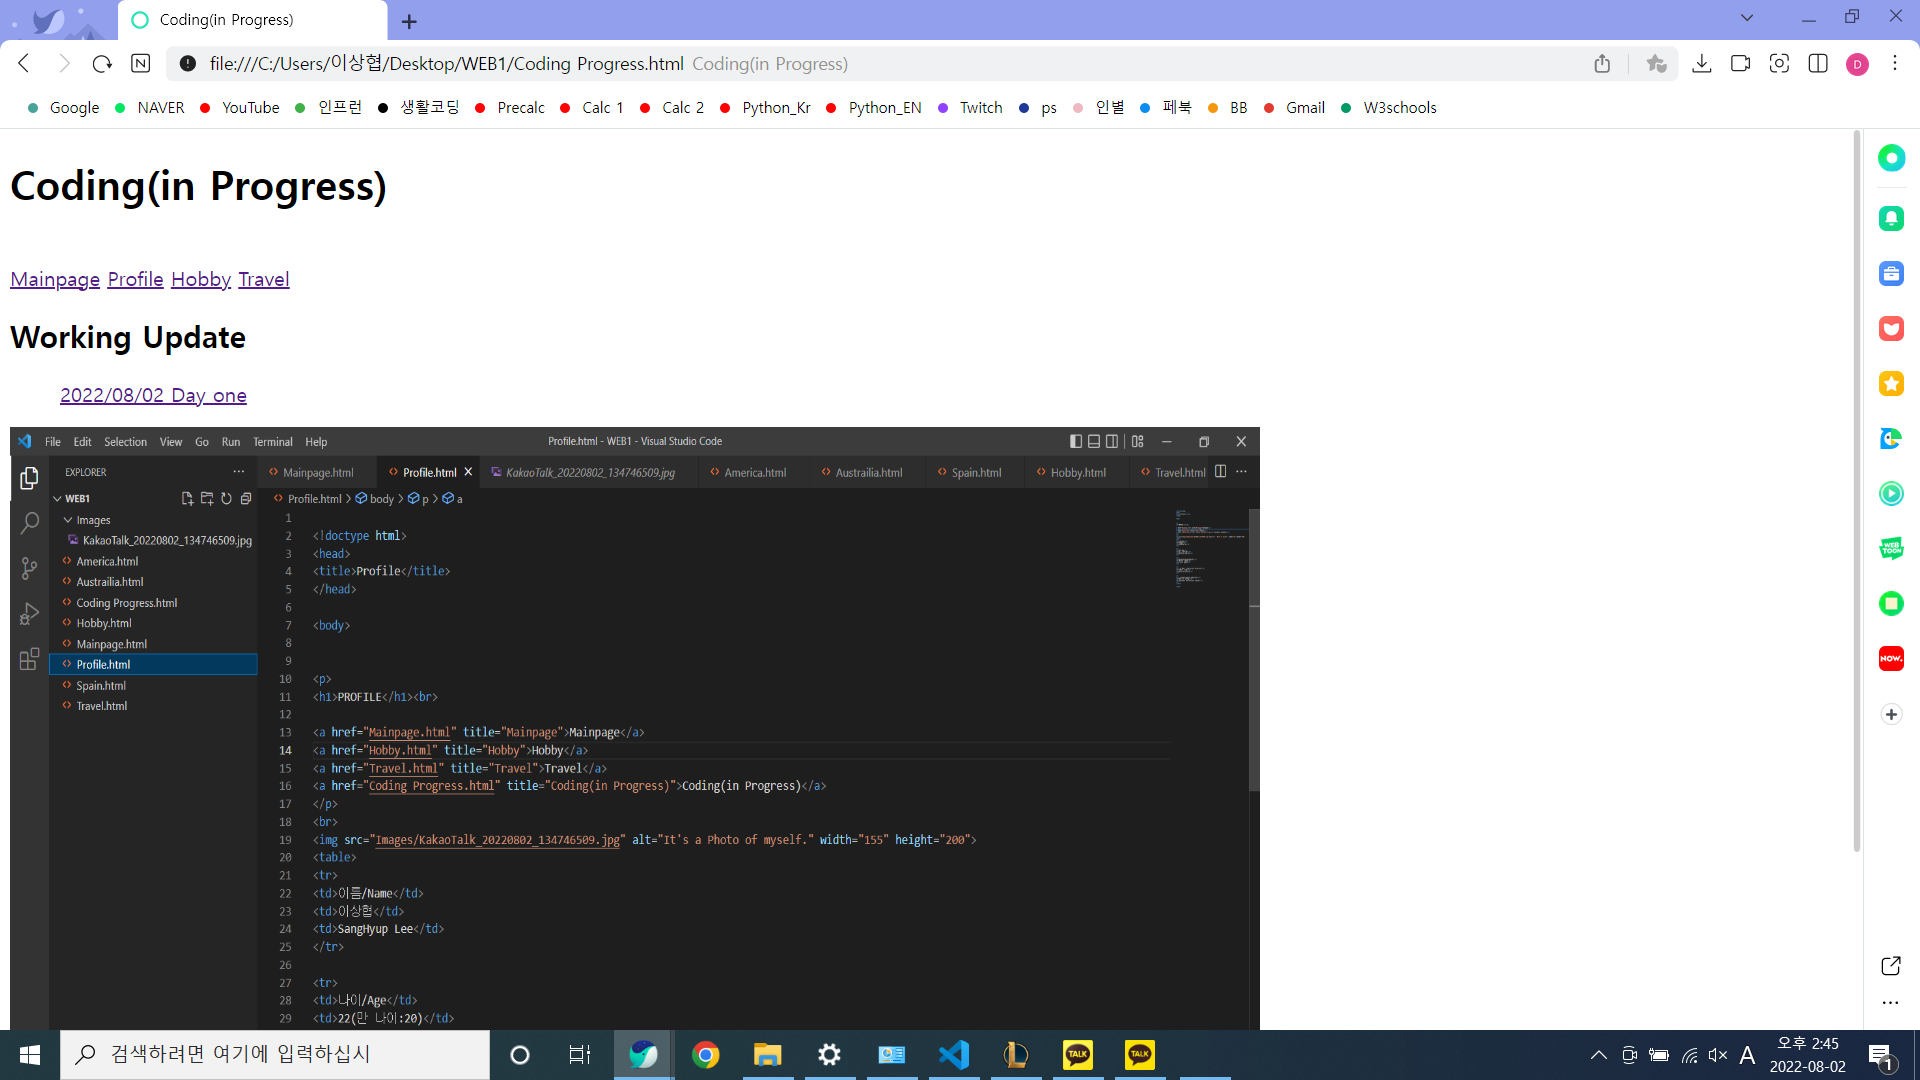 Coding(in Progress)
file:///C:/Users/이상협/Desktop/WEB1/Coding Progress.html Coding(in Progress)
Google NAVER YouTube 인프런 생활코딩 Precalc Calc 1 Calc 2 Python_Kr Python_EN Twitch ps 인별 페북 BB Gmail W3schools
Coding(in Progress)
Mainpage Profile Hobby Travel
Working Update
2022/08/02 Day one
File Edit Selection View Go Run Terminal Help Profile.html - WEB1 - Visual Studio Code
EXPLORER
Mainpage.html Profile.html KakaoTalk_20220802_134746509.jpg America.html Austrailia.html Spain.html Hobby.html Travel.html
WEB1
Profile.html > body > p > a
Images
KakaoTalk_20220802_134746509.jpg
America.html
Austrailia.html
Coding Progress.html
Hobby.html
Mainpage.html
Profile.html
Spain.html
Travel.html
1
2 <!doctype html>
3 <head>
4 <title>Profile</title>
5 </head>
6
7 <body>
8
9
10 <p>
11 <h1>PROFILE</h1><br>
12
13 <a href="Mainpage.html" title="Mainpage">Mainpage</a>
14 <a href="Hobby.html" title="Hobby">Hobby</a>
15 <a href="Travel.html" title="Travel">Travel</a>
16 <a href="Coding Progress.html" title="Coding(in Progress)">Coding(in Progress)</a>
17 </p>
18 <br>
19 <img src="Images/KakaoTalk_20220802_134746509.jpg" alt="It's a Photo of myself." width="155" height="200">
20 <table>
21 <tr>
22 <td>이름/Name</td>
23 <td>이상협</td>
24 <td>SangHyup Lee</td>
25 </tr>
26
27 <tr>
28 <td>나이/Age</td>
29 <td>22(만 나이:20)</td>
N
D
WEB TOON
NOW.
검색하려면 여기에 입력하십시
TALK
TALK
A
오후 2:45
2022-08-02
1